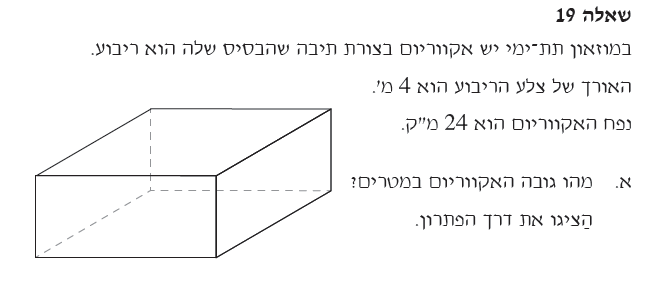 שאלה 19
במוזאון תת־ימי יש אקווריום בצורת תיבה שהבסיס שלה הוא ריבוע.
האורך של צלע הריבוע הוא 4 מ'.
נפח האקווריום הוא 24 מ"ק.
א. מהו גובה האקווריום במטרים?
הַציגו את דרך הפתרון.